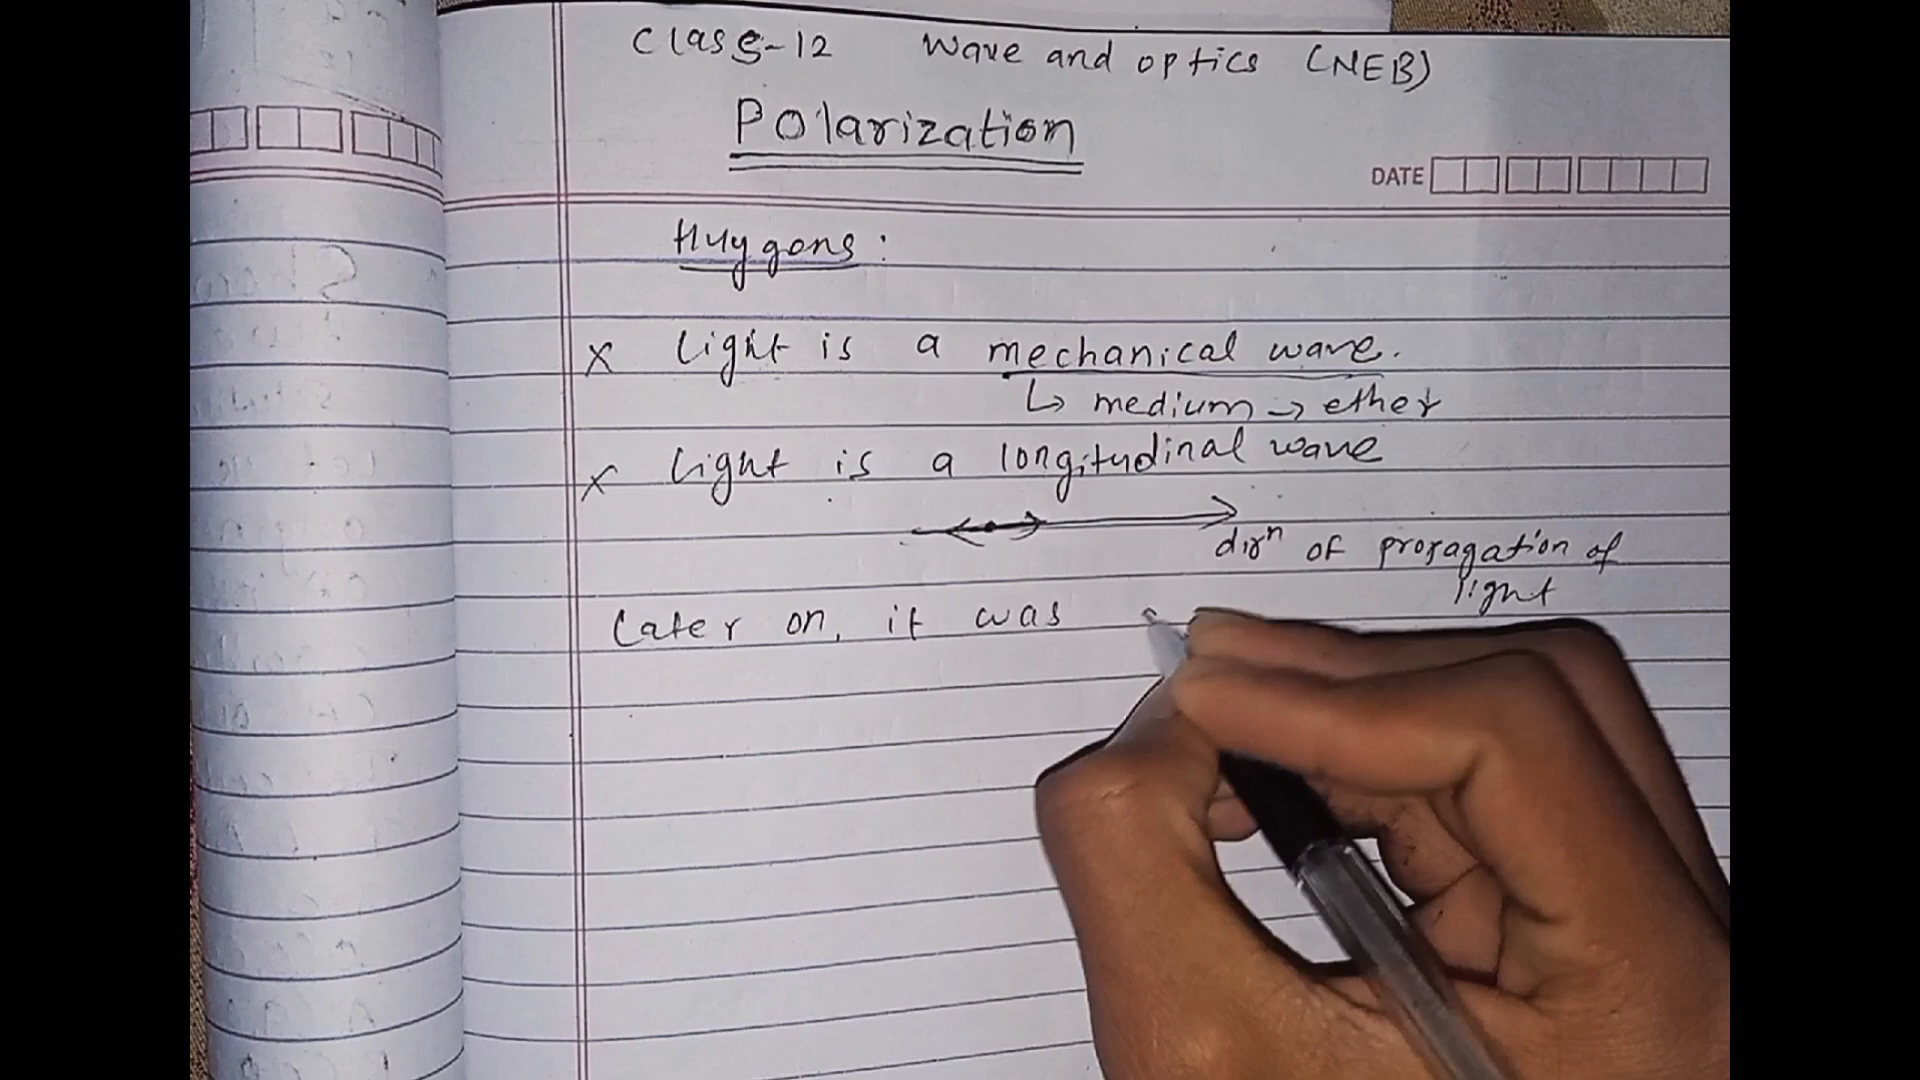 Class-12 Wave and optics (NEB)
Polarization
DATE
Huygons:
x Light is a mechanical wave.
↳ medium → ether
x Light is a longitudinal wave
dirⁿ of propagation of
light
Later on, it was